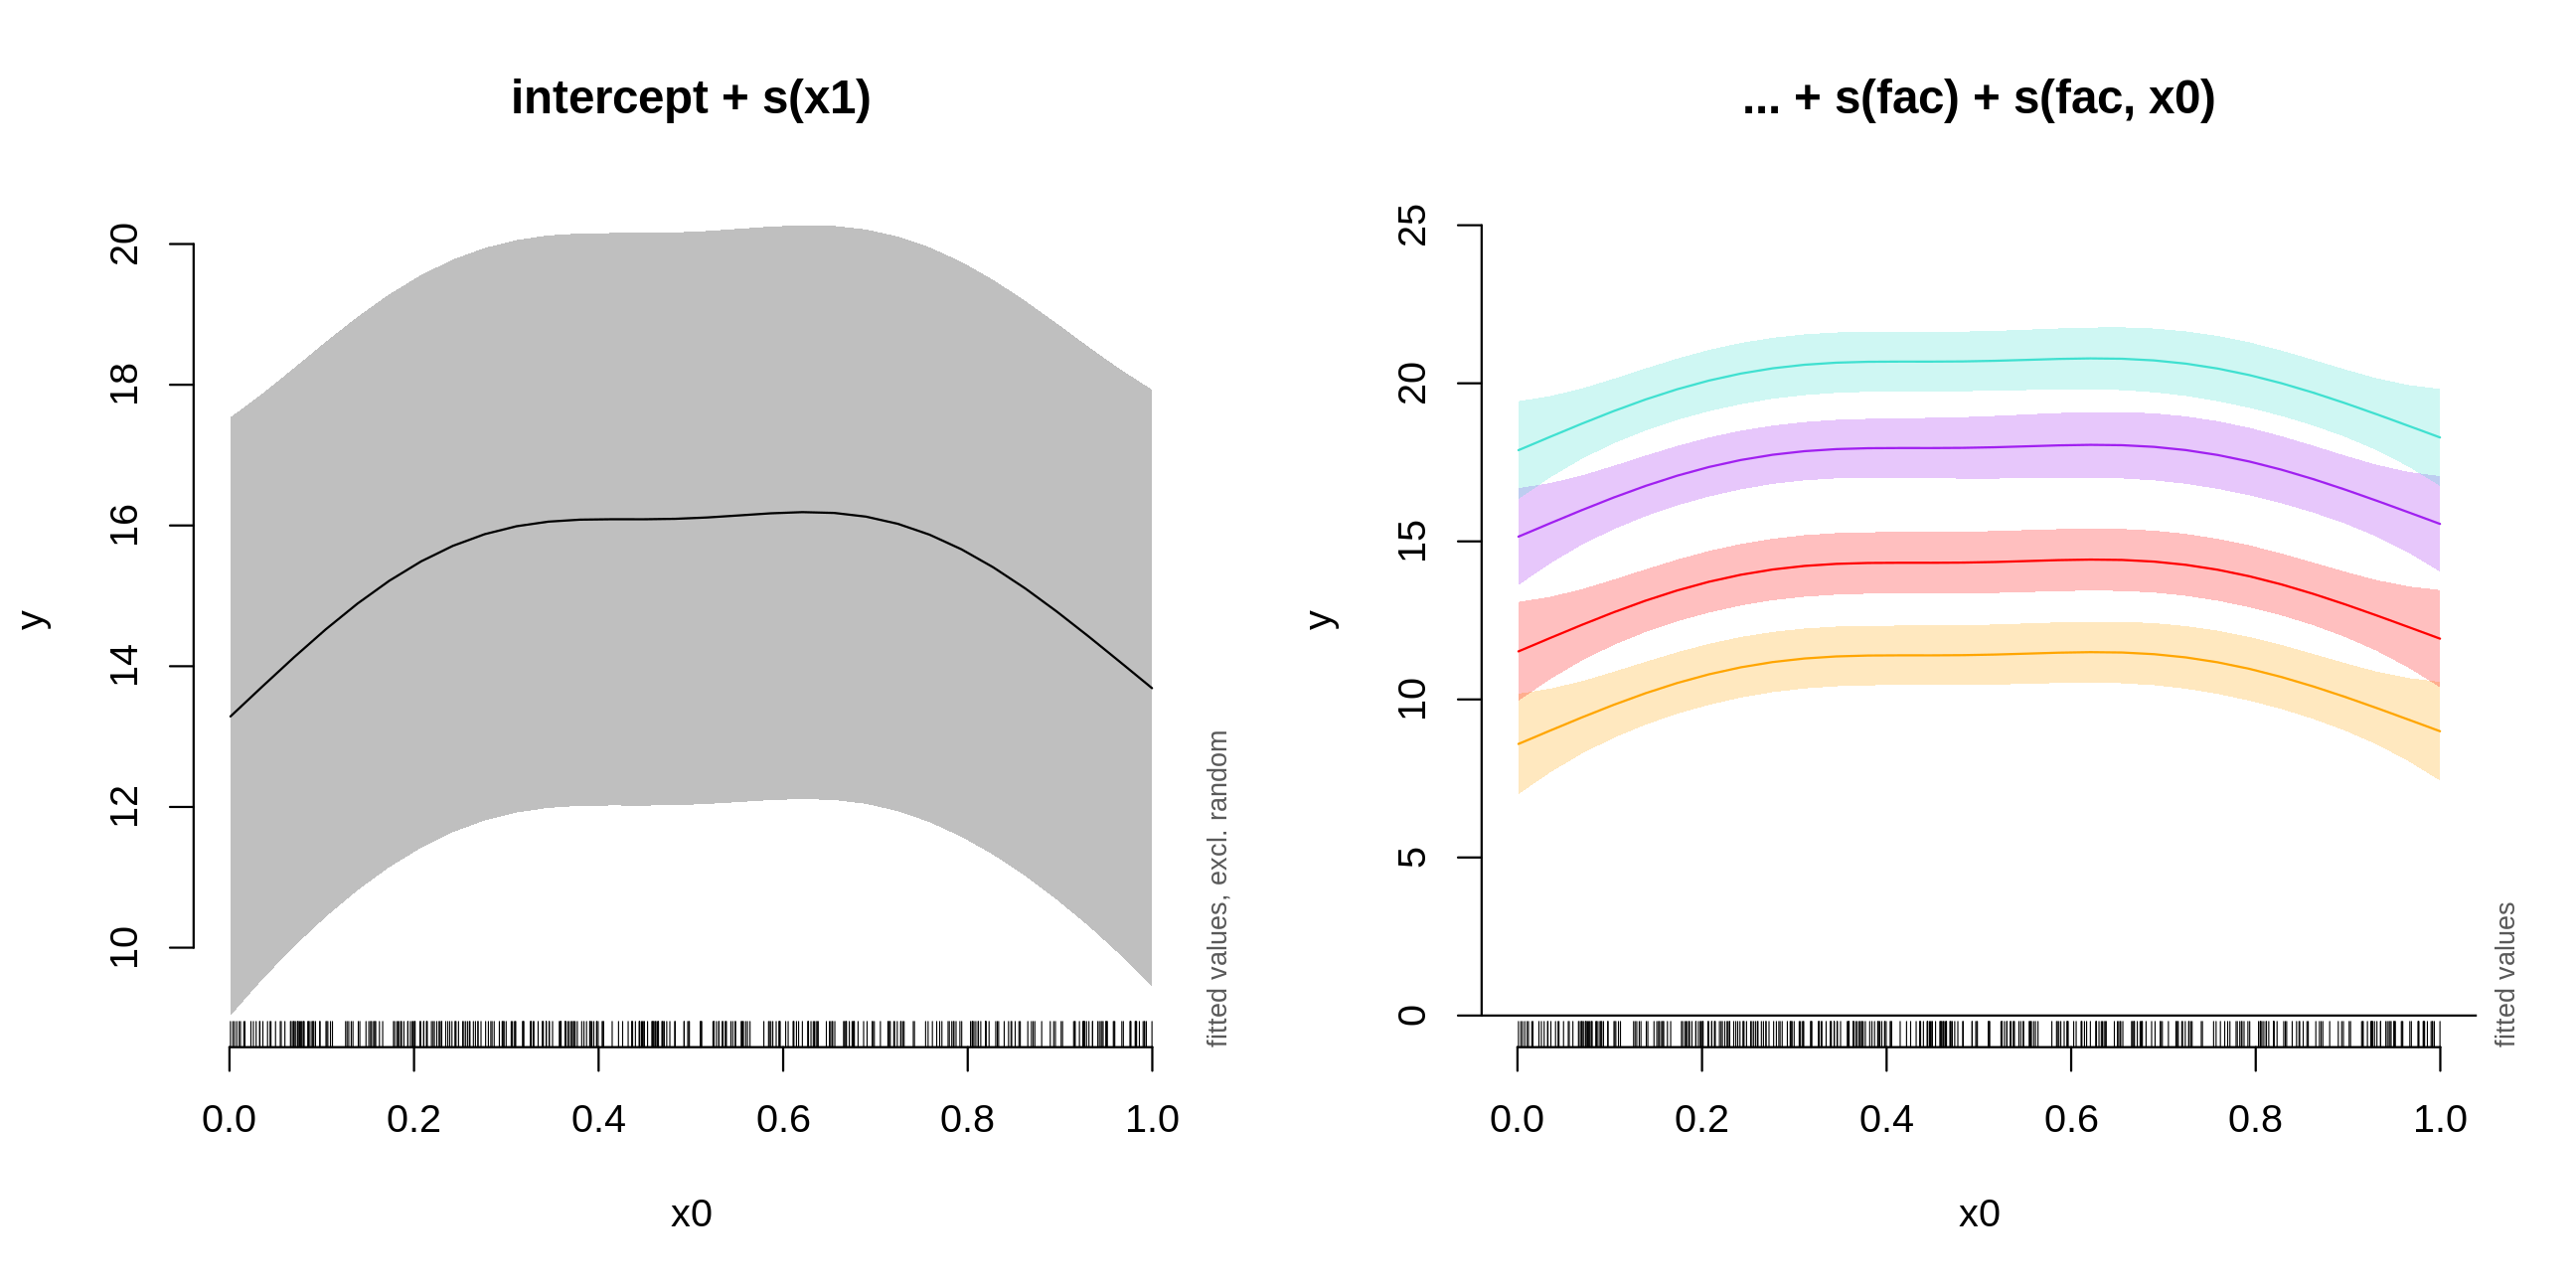 intercept + s(x1)
20
18
16
14
12
10
y
0.0 0.2 0.4 0.6 0.8 1.0
x0
fitted values, excl. random
... + s(fac) + s(fac, x0)
25
20
15
10
5
0
y
0.0 0.2 0.4 0.6 0.8 1.0
x0
fitted values